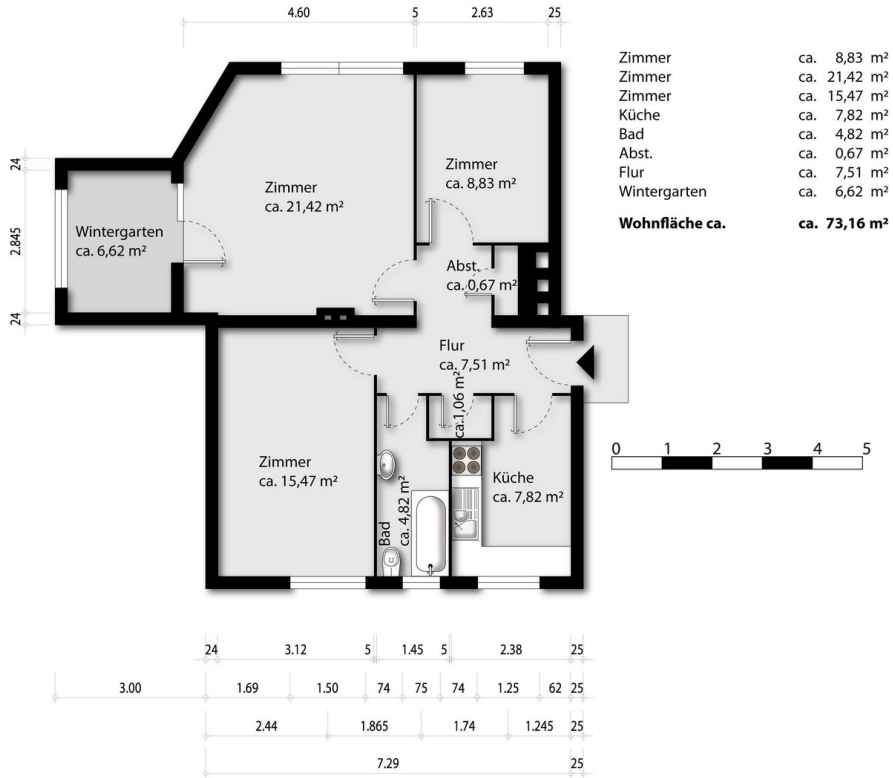 4.60 5 2.63 25
Zimmer ca. 8,83 m²
Zimmer ca. 21,42 m²
Zimmer ca. 15,47 m²
Küche ca. 7,82 m²
Bad ca. 4,82 m²
Abst. ca. 0,67 m²
Flur ca. 7,51 m²
Wintergarten ca. 6,62 m²
Wohnfläche ca. ca. 73,16 m²
24
2.845
24
Zimmer
ca. 8,83 m²
Zimmer
ca. 21,42 m²
Wintergarten
ca. 6,62 m²
Abst.
ca. 0,67 m²
Flur
ca. 7,51 m²
ca.1,06 m²
Zimmer
ca. 15,47 m²
Bad
ca. 4,82 m²
Küche
ca. 7,82 m²
0 1 2 3 4 5
24 3.12 5 1.45 5 2.38 25
3.00 1.69 1.50 74 75 74 1.25 62 25
2.44 1.865 1.74 1.245 25
7.29 25